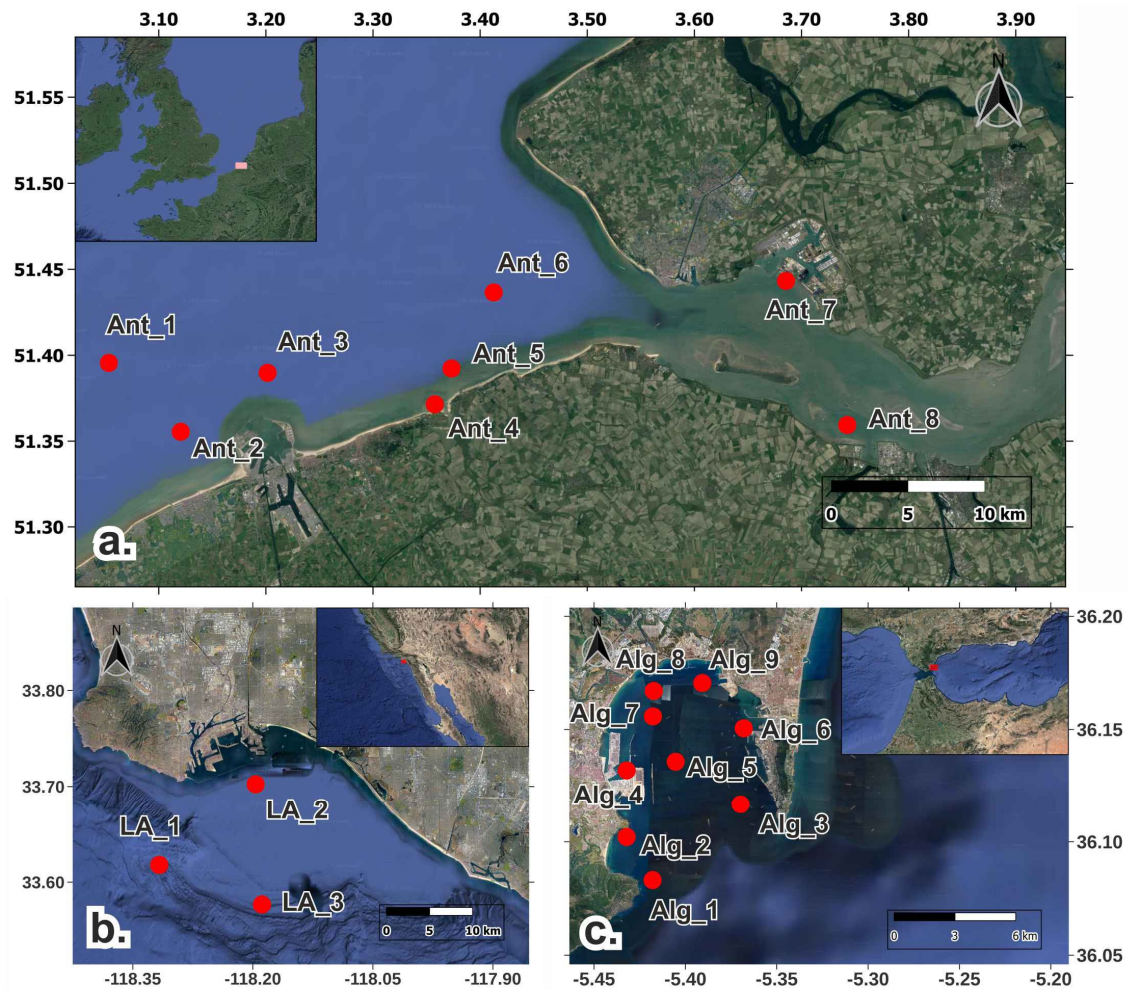 3.10 3.20 3.30 3.40 3.50 3.60 3.70 3.80 3.90
N
51.55
51.50
51.45
51.40
51.35
51.30
Ant_6
Ant_7
Ant_1
Ant_3
Ant_5
Ant_4
Ant_8
Ant_2
0 5 10 km
a.
N
33.80
33.70
33.60
LA_2
LA_1
LA_3
0 5 10 km
b.
-118.35 -118.20 -118.05 -117.90
N
36.20
36.15
36.10
36.05
Alg_8 Alg_9
Alg_7
Alg_6
Alg_5
Alg_4
Alg_3
Alg_2
Alg_1
0 3 6 km
c.
-5.45 -5.40 -5.35 -5.30 -5.25 -5.20